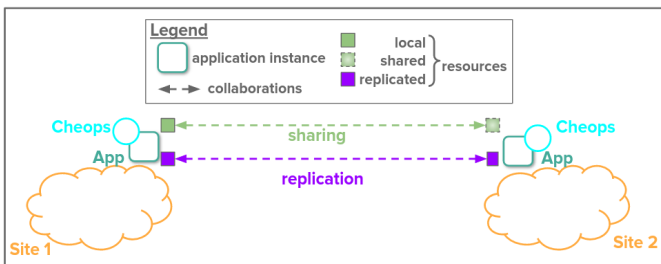 Legend
application instance
collaborations
local
shared
replicated
resources
Cheops
App
sharing
replication
Cheops
App
Site 1
Site 2